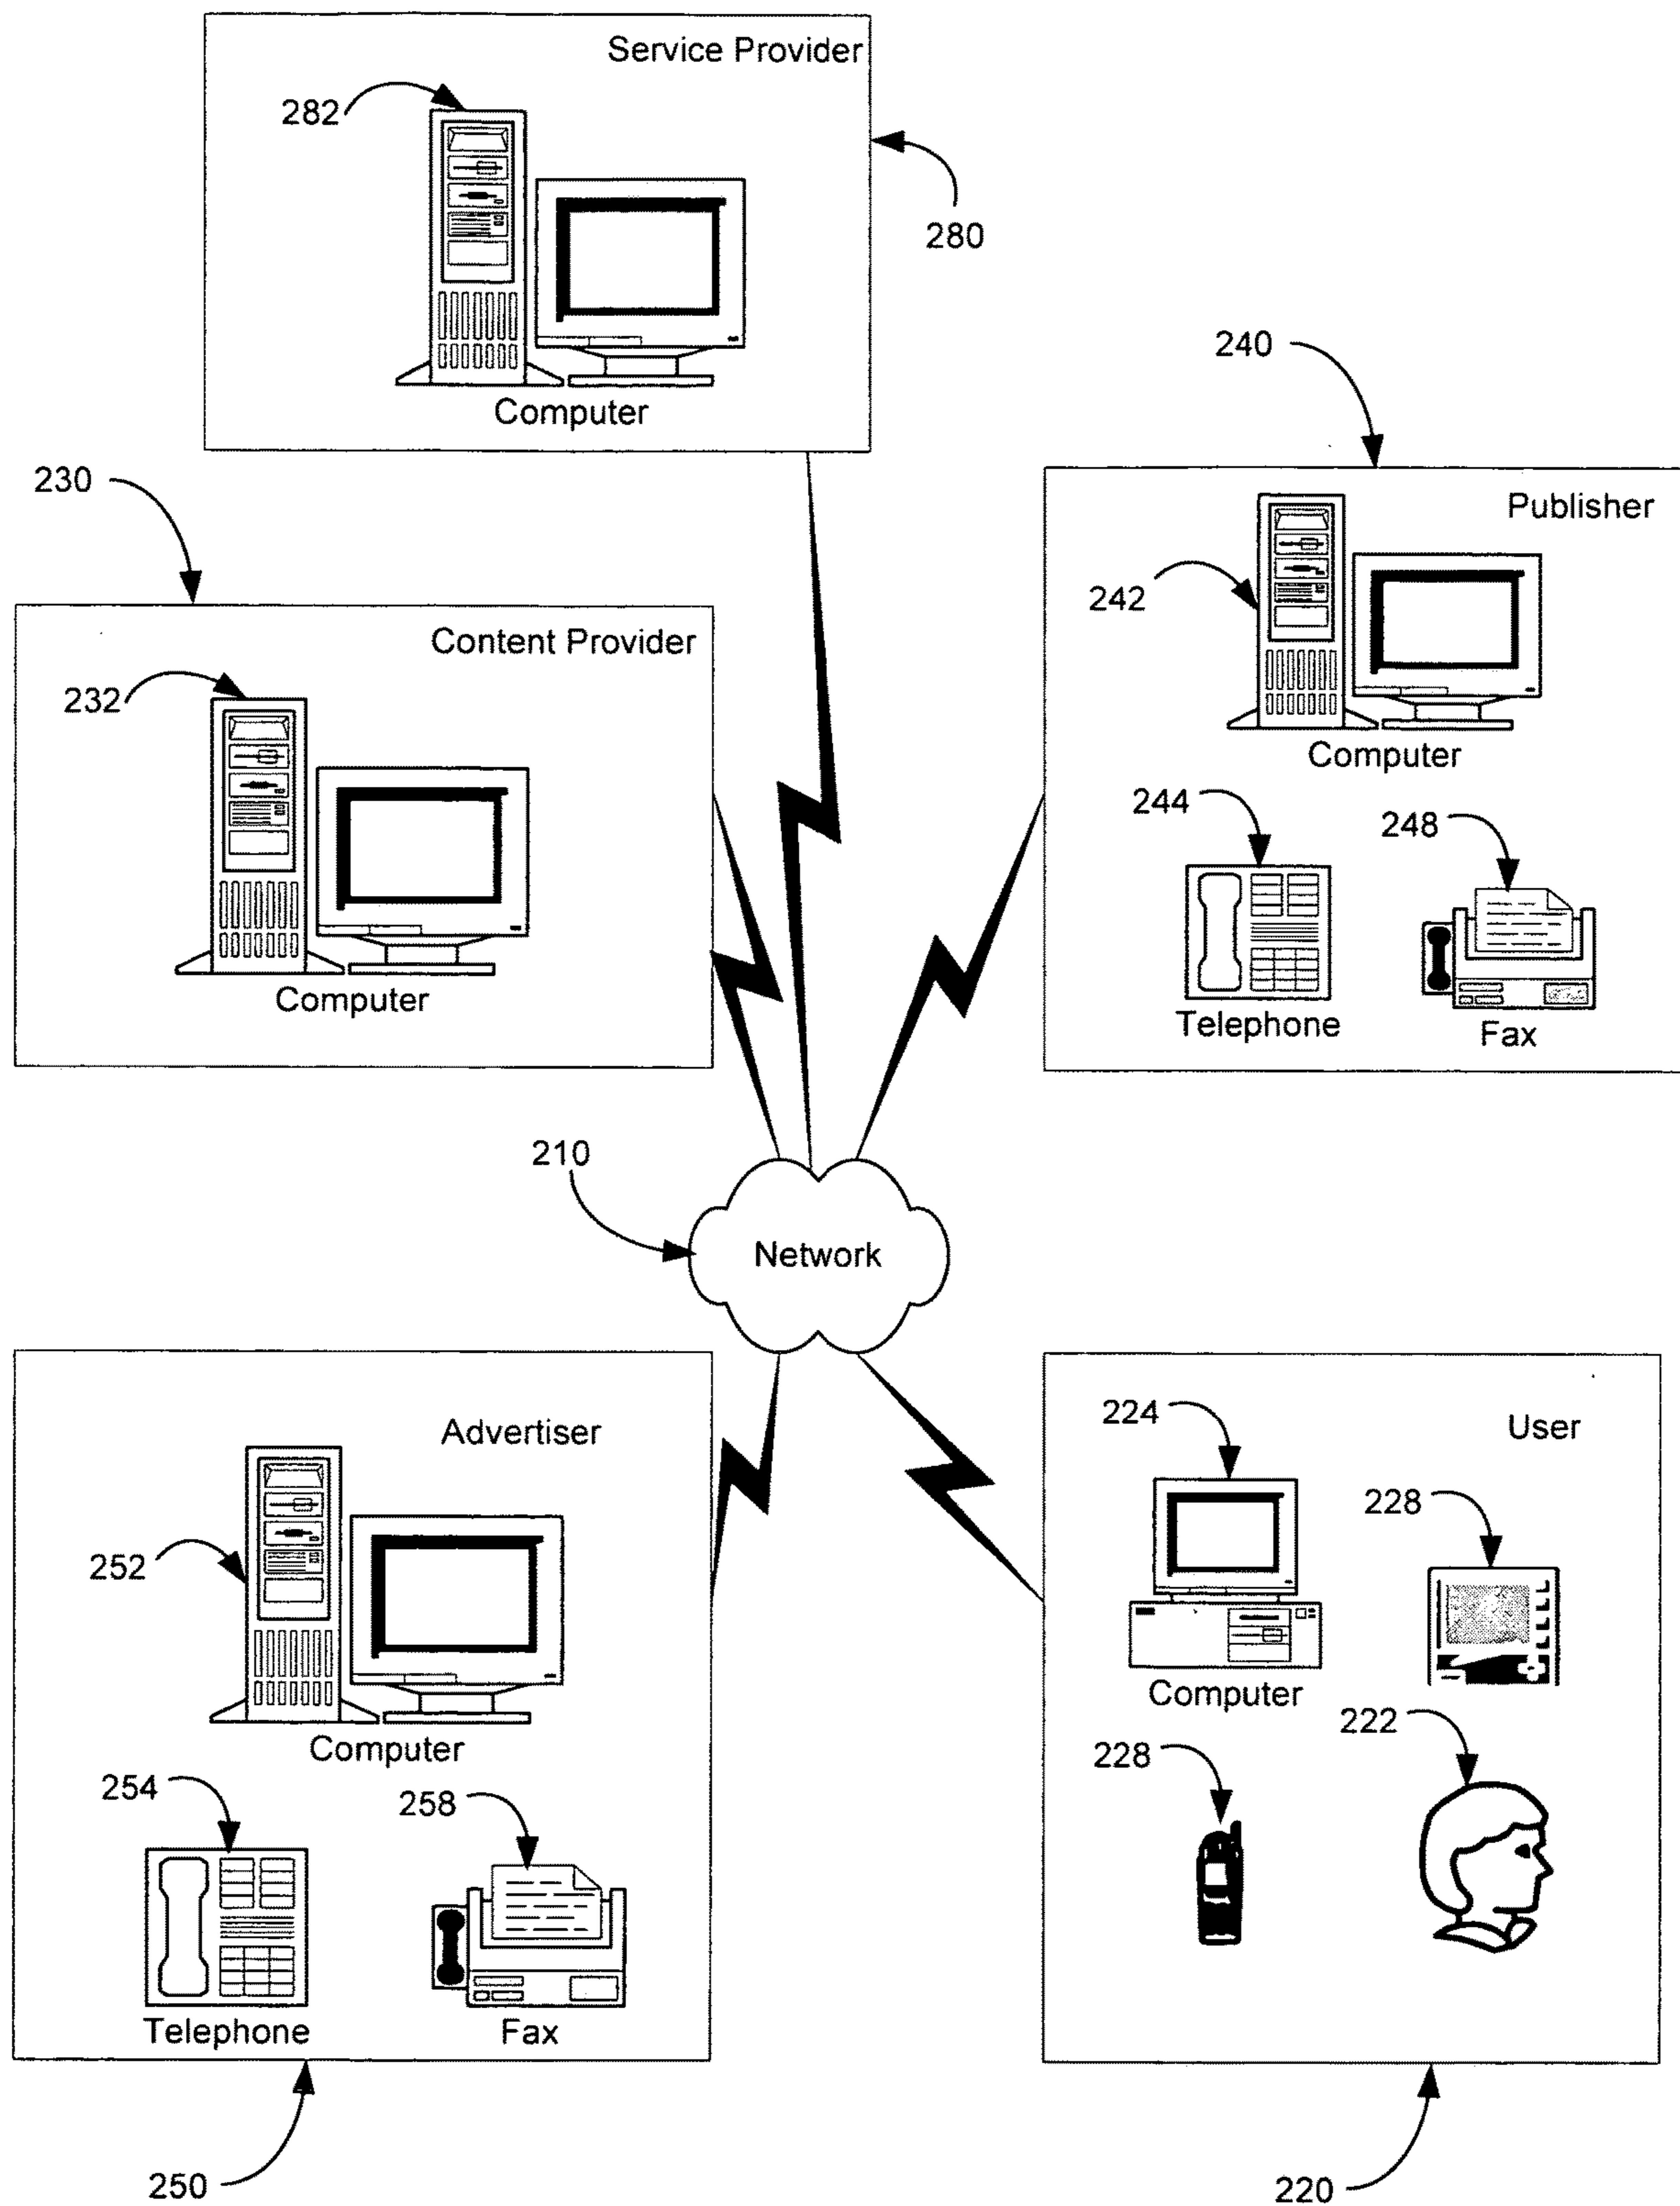 Service Provider
282
280
Computer
240
230
Publisher
242
Content Provider
232
Computer
244
248
Computer
Telephone
Fax
210
Network
224
User
Advertiser
228
252
Computer
222
Computer
228
254
258
Telephone
Fax
250
220